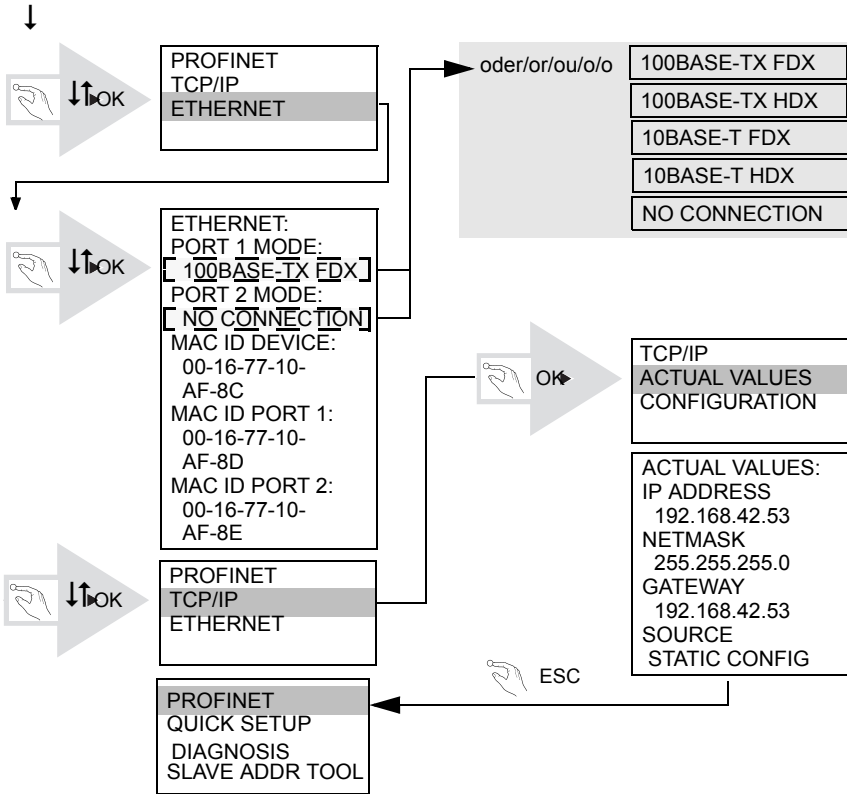 OK
PROFINET
TCP/IP
ETHERNET
oder/or/ou/o/o
100BASE-TX FDX
100BASE-TX HDX
10BASE-T FDX
10BASE-T HDX
NO CONNECTION
OK
ETHERNET:
PORT 1 MODE:
[ 100BASE-TX FDX ]
PORT 2 MODE:
[ NO CONNECTION ]
MAC ID DEVICE:
00-16-77-10-
AF-8C
MAC ID PORT 1:
00-16-77-10-
AF-8D
MAC ID PORT 2:
00-16-77-10-
AF-8E
OK
TCP/IP
ACTUAL VALUES
CONFIGURATION
ACTUAL VALUES:
IP ADDRESS
192.168.42.53
NETMASK
255.255.255.0
GATEWAY
192.168.42.53
SOURCE
STATIC CONFIG
OK
PROFINET
TCP/IP
ETHERNET
ESC
PROFINET
QUICK SETUP
DIAGNOSIS
SLAVE ADDR TOOL